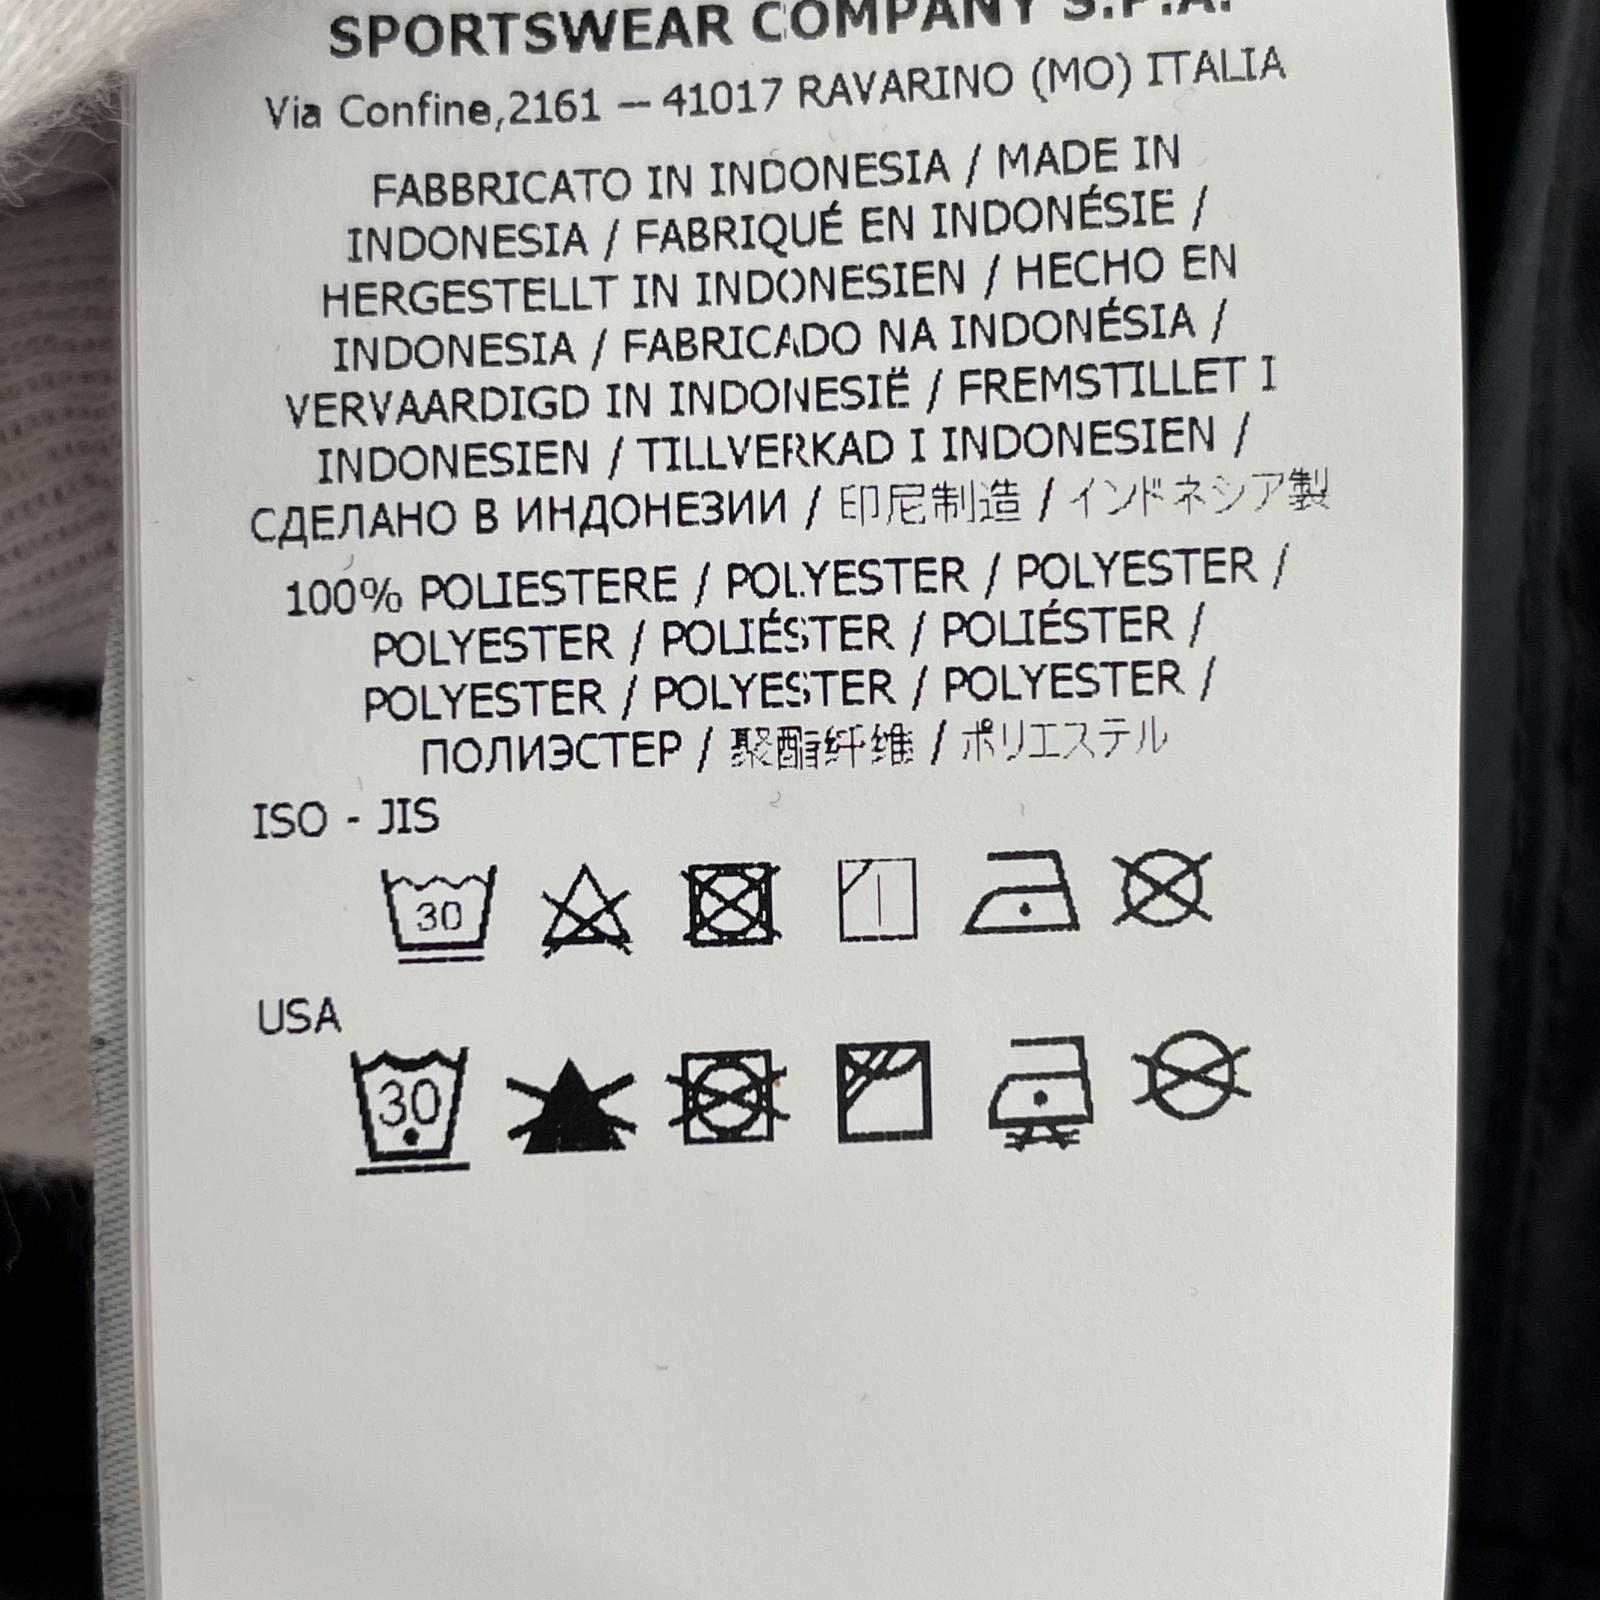 SPORTSWEAR COMPANY S.P.A.
Via Confine,2161 – 41017 RAVARINO (MO) ITALIA
FABBRICATO IN INDONESIA / MADE IN
INDONESIA / FABRIQUÉ EN INDONÉSIE /
HERGESTELLT IN INDONESIEN / HECHO EN
INDONESIA / FABRICADO NA INDONÉSIA /
VERVAARDIGD IN INDONESIË / FREMSTILLET I
INDONESIEN / TILLVERKAD I INDONESIEN /
СДЕЛАНО В ИНДОНЕЗИИ / 印尼制造 / インドネシア製
100% POLIESTERE / POLYESTER / POLYESTER /
POLYESTER / POLIÉSTER / POLIÉSTER /
POLYESTER / POLYESTER / POLYESTER /
ПОЛИЭСТЕР / 聚酯纤维 / ポリエステル
ISO - JIS
30
USA
30